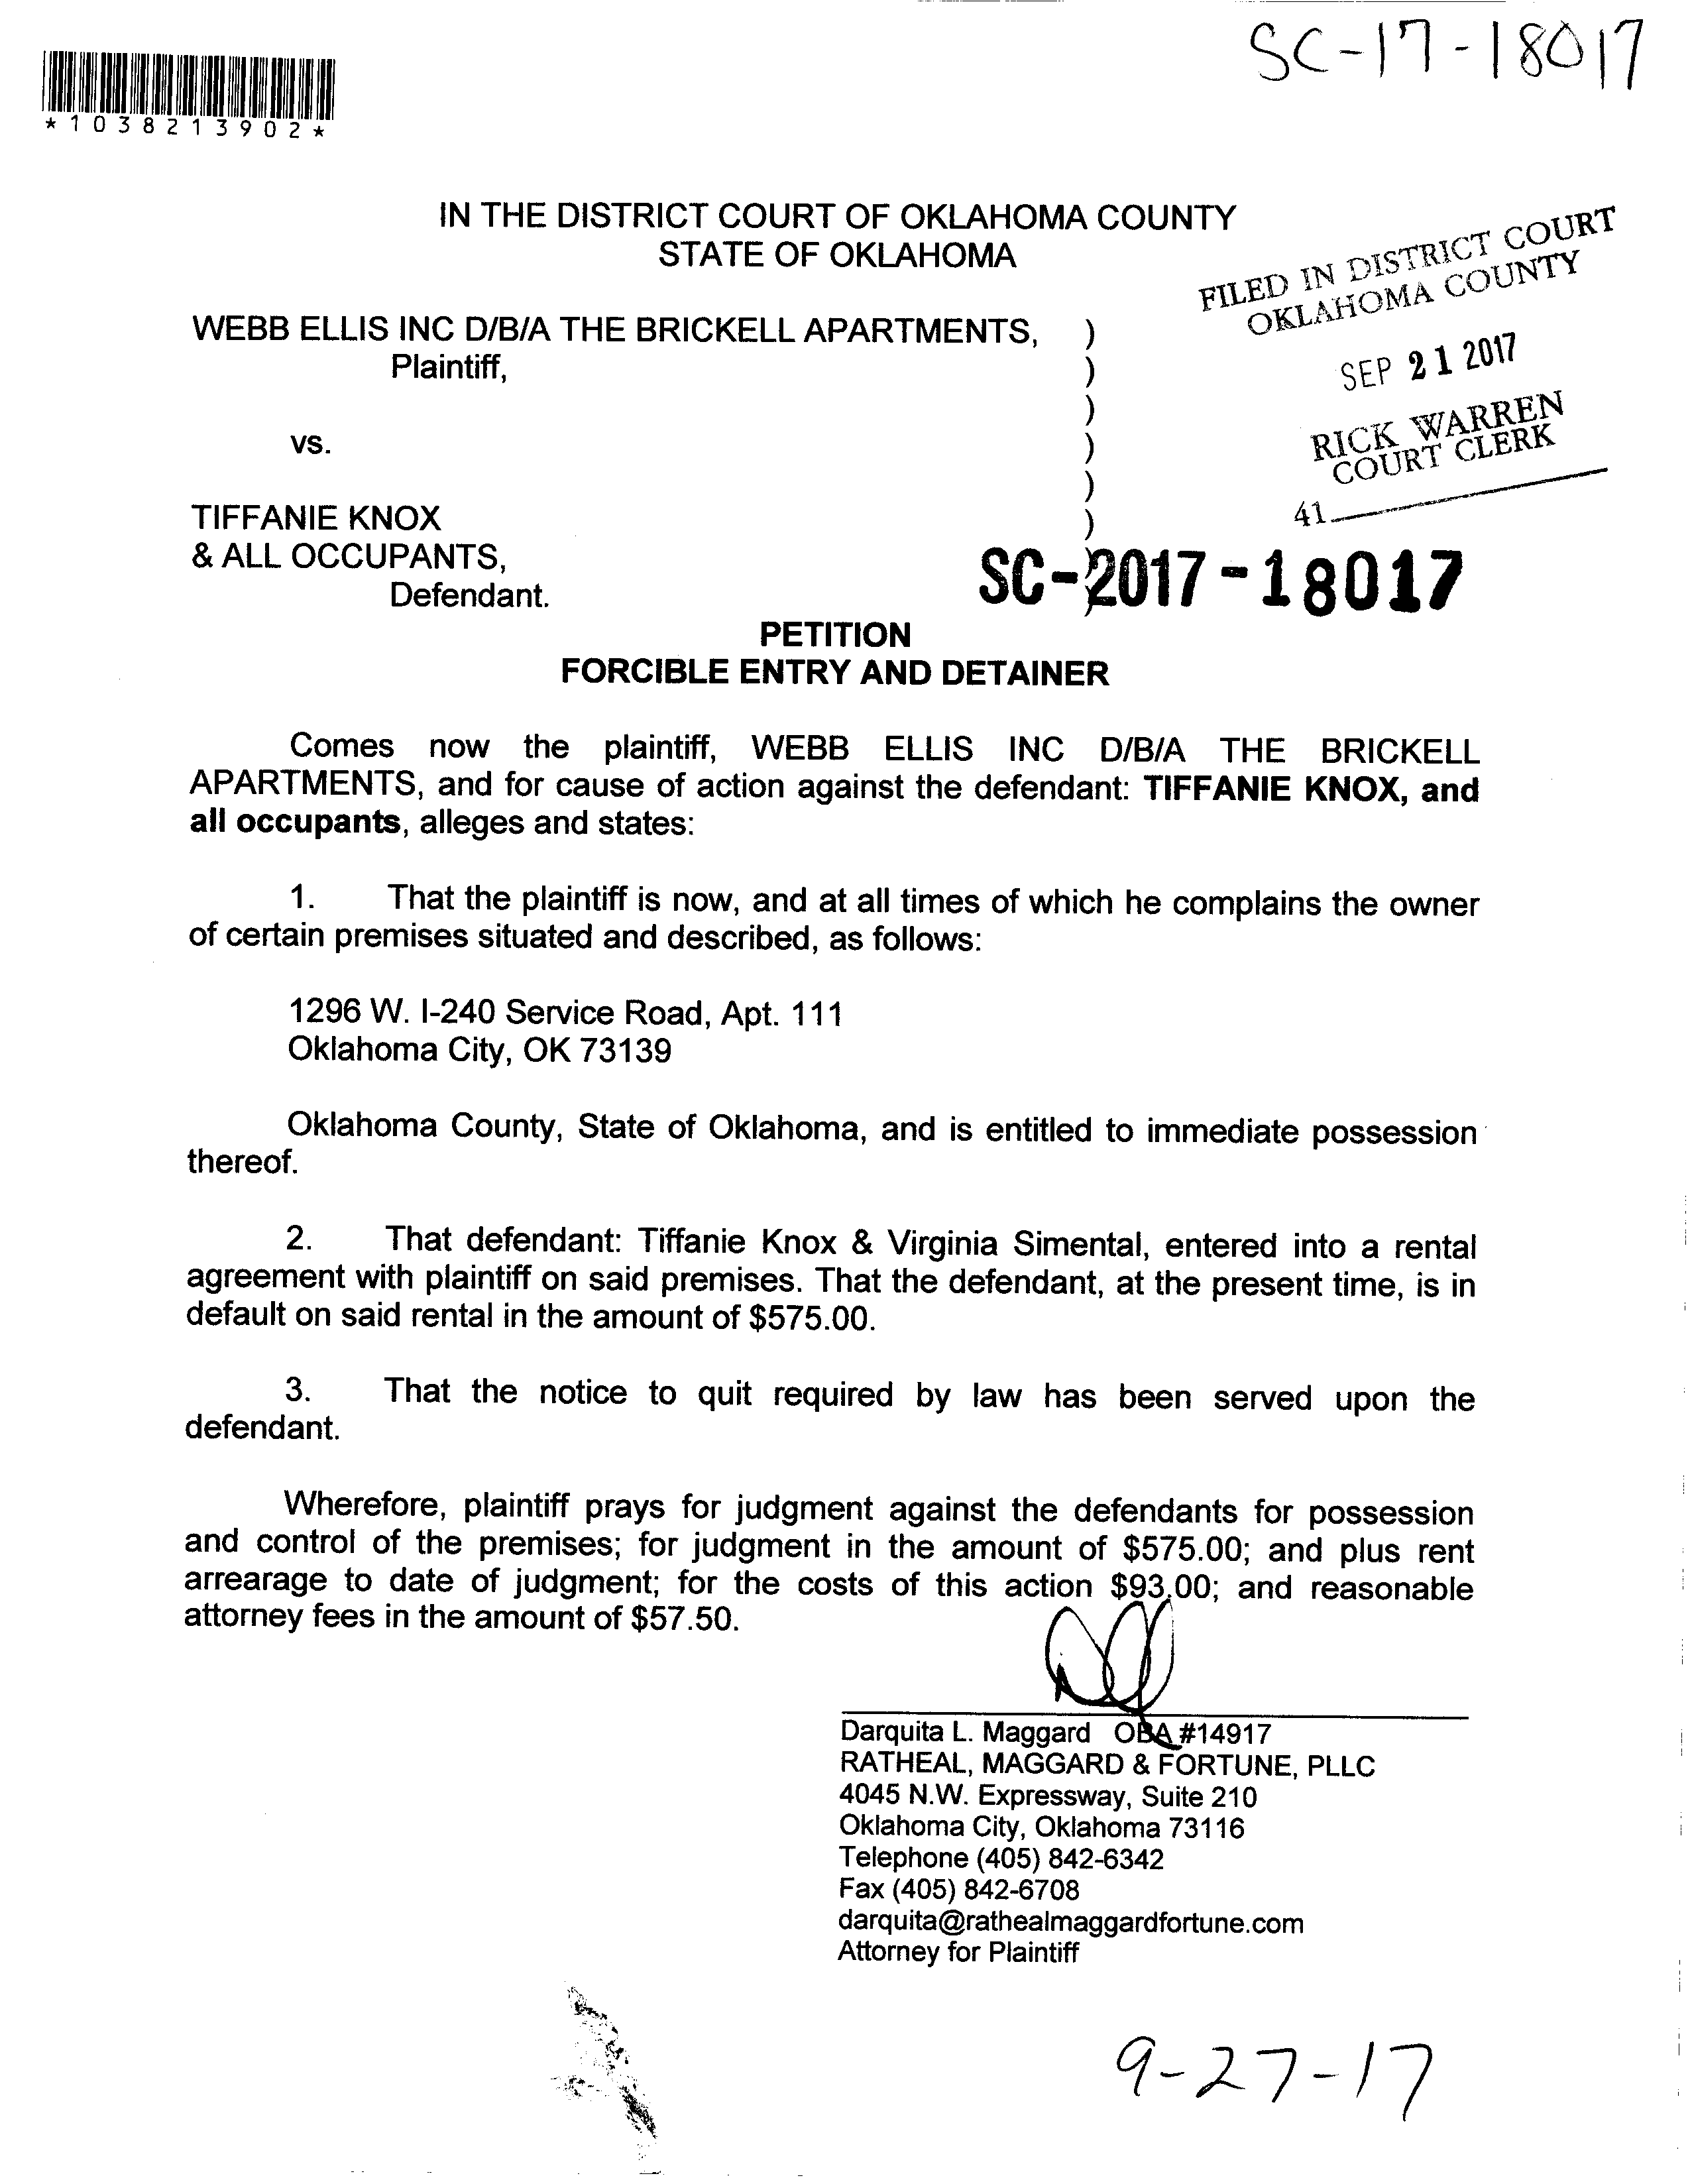 SC-17-18017
*1038213902*
IN THE DISTRICT COURT OF OKLAHOMA COUNTY
STATE OF OKLAHOMA
FILED IN DISTRICT COURT
OKLAHOMA COUNTY
SEP 21 2017
RICK WARREN
COURT CLERK
41
WEBB ELLIS INC D/B/A THE BRICKELL APARTMENTS, )
Plaintiff, )
)
vs. )
)
TIFFANIE KNOX )
& ALL OCCUPANTS, )
Defendant. )
SC-2017-18017
PETITION
FORCIBLE ENTRY AND DETAINER
Comes now the plaintiff, WEBB ELLIS INC D/B/A THE BRICKELL
APARTMENTS, and for cause of action against the defendant: TIFFANIE KNOX, and
all occupants, alleges and states:
1. That the plaintiff is now, and at all times of which he complains the owner
of certain premises situated and described, as follows:
1296 W. I-240 Service Road, Apt. 111
Oklahoma City, OK 73139
Oklahoma County, State of Oklahoma, and is entitled to immediate possession
thereof.
2. That defendant: Tiffanie Knox & Virginia Simental, entered into a rental
agreement with plaintiff on said premises. That the defendant, at the present time, is in
default on said rental in the amount of $575.00.
3. That the notice to quit required by law has been served upon the
defendant.
Wherefore, plaintiff prays for judgment against the defendants for possession
and control of the premises; for judgment in the amount of $575.00; and plus rent
arrearage to date of judgment; for the costs of this action $93.00; and reasonable
attorney fees in the amount of $57.50.
Darquita L. Maggard OBA #14917
RATHEAL, MAGGARD & FORTUNE, PLLC
4045 N.W. Expressway, Suite 210
Oklahoma City, Oklahoma 73116
Telephone (405) 842-6342
Fax (405) 842-6708
darquita@rathealmaggardfortune.com
Attorney for Plaintiff
9-27-17